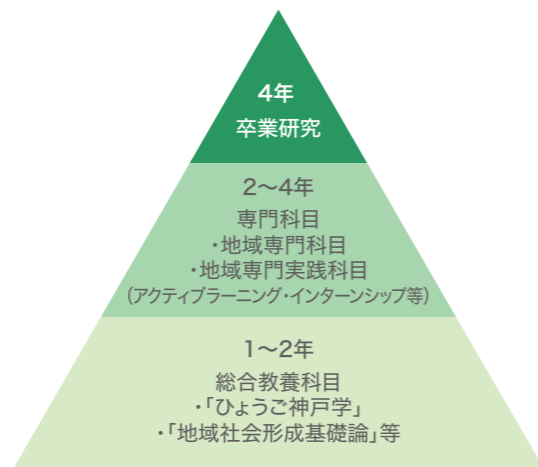 4年
卒業研究
2〜4年
専門科目
・地域専門科目
・地域専門実践科目
(アクティブラーニング・インターンシップ等)
1〜2年
総合教養科目
・「ひょうご神戸学」
・「地域社会形成基礎論」等